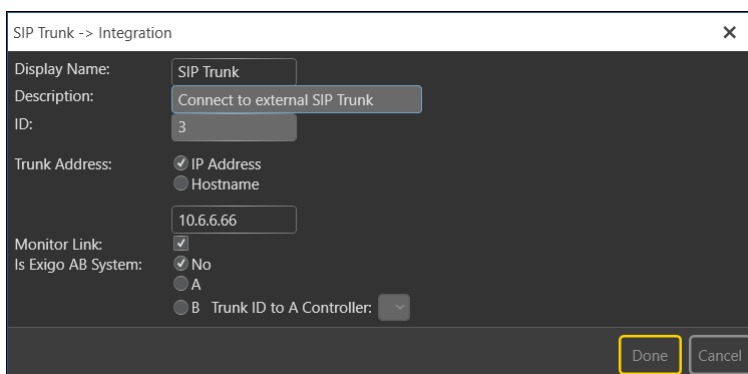 SIP Trunk -> Integration
Display Name: SIP Trunk
Description: Connect to external SIP Trunk
ID: 3
Trunk Address: IP Address
Hostname
10.6.6.66
Monitor Link:
Is Exigo AB System: No
A
B Trunk ID to A Controller:
Done Cancel